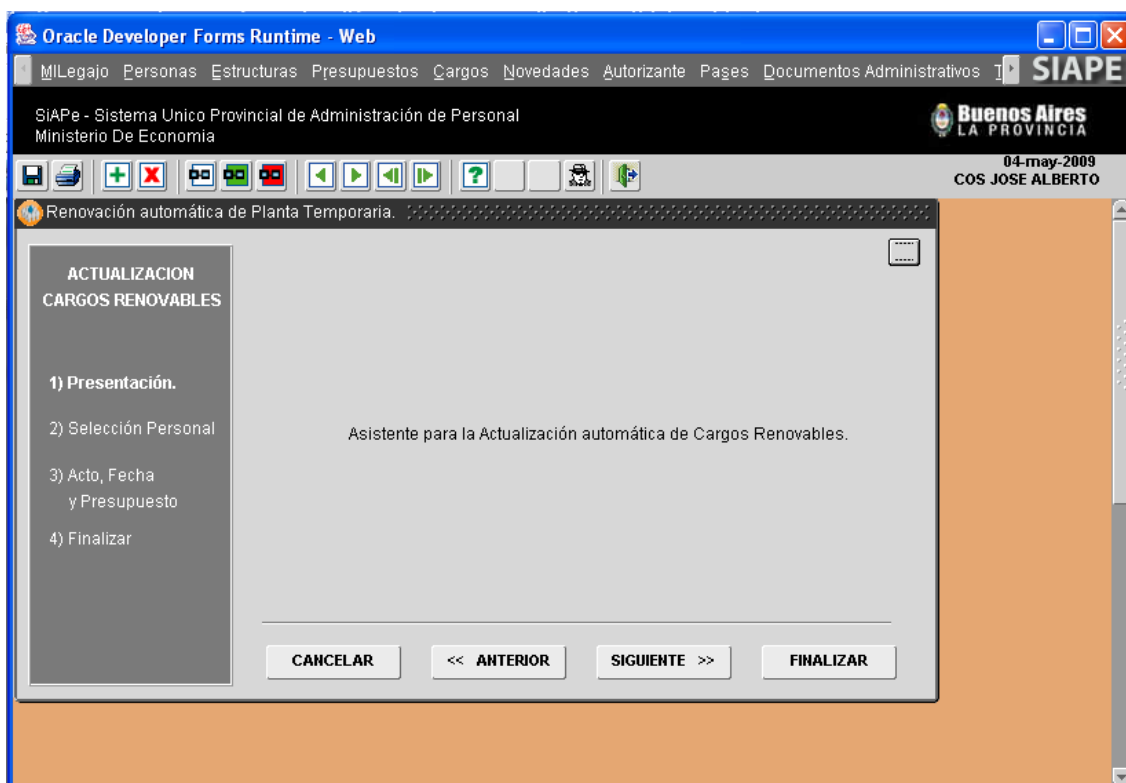 Oracle Developer Forms Runtime - Web
MILegajo Personas Estructuras Presupuestos Cargos Novedades Autorizante Pases Documentos Administrativos T SIAPE
SiAPe - Sistema Unico Provincial de Administración de Personal
Ministerio De Economia
Buenos Aires
LA PROVINCIA
04-may-2009
COS JOSE ALBERTO
Renovación automática de Planta Temporaria.
ACTUALIZACION
CARGOS RENOVABLES
1) Presentación.
2) Selección Personal
3) Acto, Fecha
y Presupuesto
4) Finalizar
Asistente para la Actualización automática de Cargos Renovables.
CANCELAR << ANTERIOR SIGUIENTE >> FINALIZAR